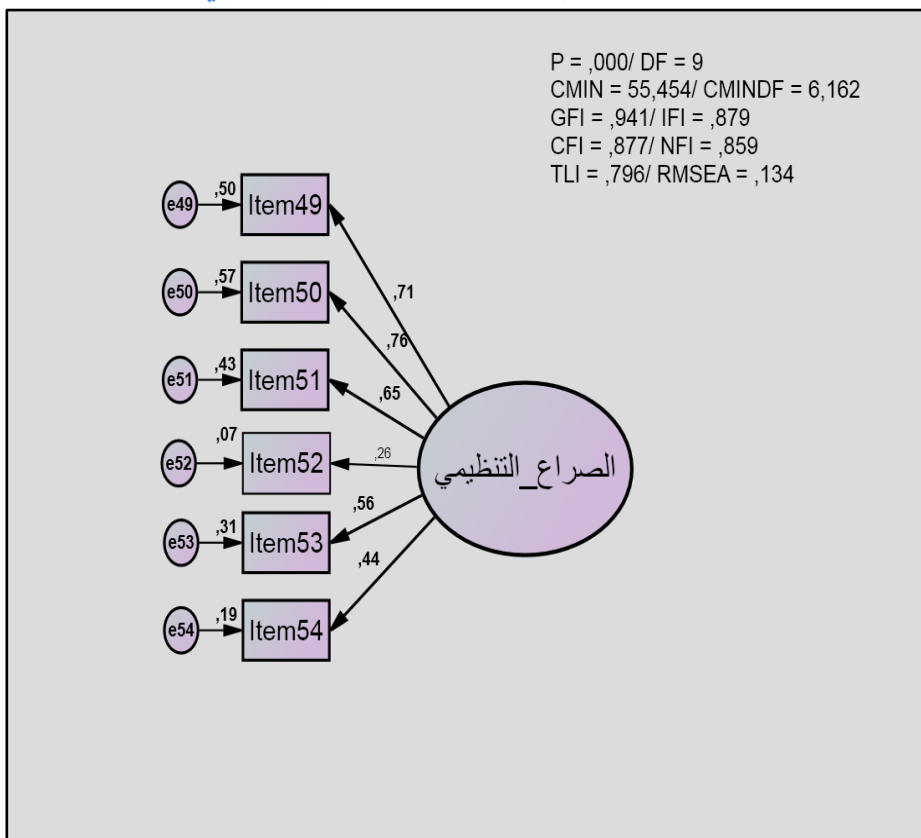 P = ,000/ DF = 9
CMIN = 55,454/ CMINDF = 6,162
GFI = ,941/ IFI = ,879
CFI = ,877/ NFI = ,859
TLI = ,796/ RMSEA = ,134
e49
,50
Item49
,71
e50
,57
Item50
,76
e51
,43
Item51
,65
e52
,07
Item52
,26
الصراع_التنظيمي
e53
,31
Item53
,56
e54
,19
Item54
,44